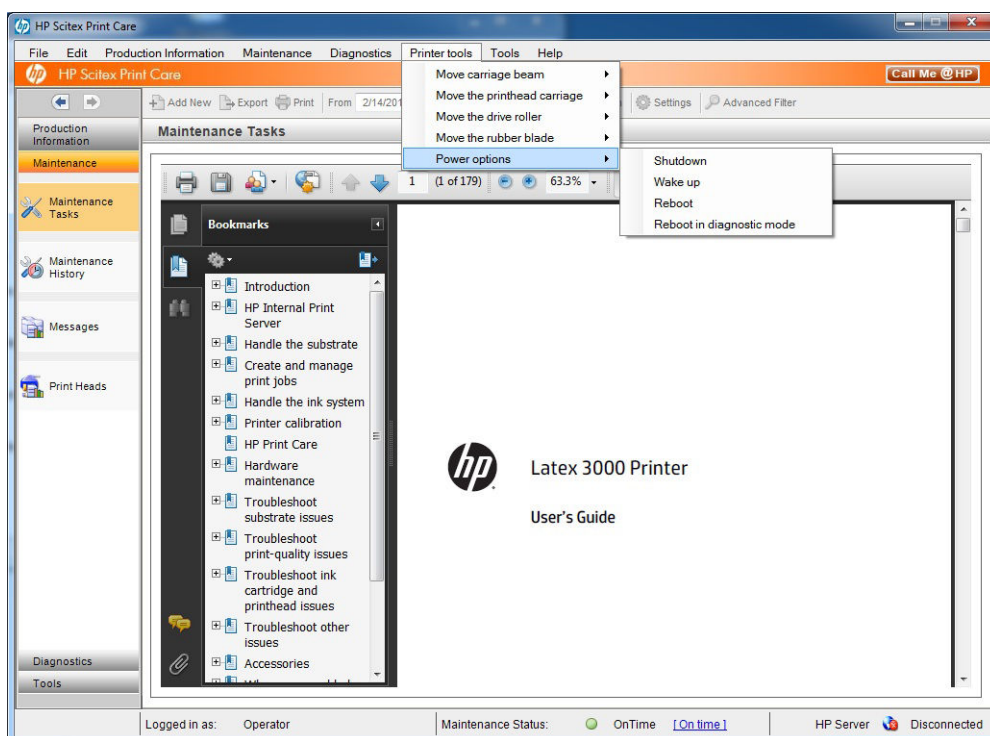 HP Scitex Print Care
File Edit Production Information Maintenance Diagnostics Printer tools Tools Help
hp HP Scitex Print Care
Call Me @ HP
Add New Export Print From 2/14/201
Settings Advanced Filter
Move carriage beam
Move the printhead carriage
Move the drive roller
Move the rubber blade
Power options
Shutdown
Wake up
Reboot
Reboot in diagnostic mode
Production
Information
Maintenance
Maintenance
Tasks
Maintenance
History
Messages
Print Heads
Diagnostics
Tools
Maintenance Tasks
1 (1 of 179) 63.3%
Bookmarks
Introduction
HP Internal Print
Server
Handle the substrate
Create and manage
print jobs
Handle the ink system
Printer calibration
HP Print Care
Hardware
maintenance
Troubleshoot
substrate issues
Troubleshoot
print-quality issues
Troubleshoot ink
cartridge and
printhead issues
Troubleshoot other
issues
Accessories
hp
Latex 3000 Printer
User's Guide
Logged in as: Operator Maintenance Status: OnTime [ On time ] HP Server Disconnected